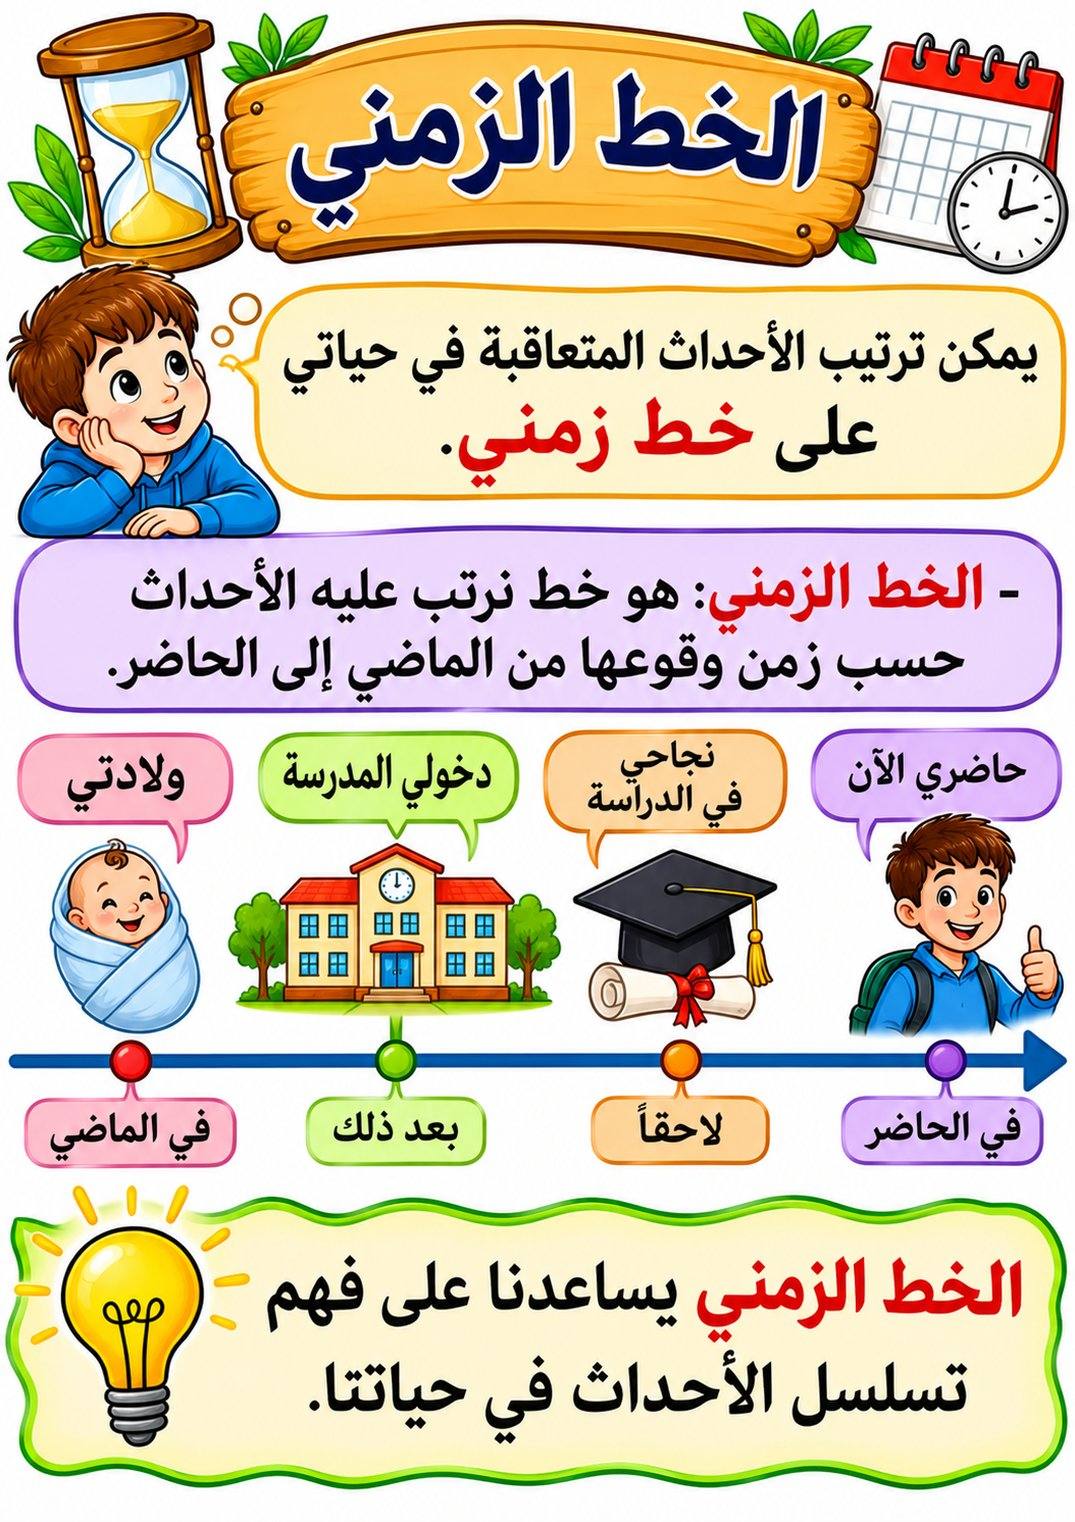 الخط الزمني
يمكن ترتيب الأحداث المتعاقبة في حياتي
على خط زمني.
- الخط الزمني: هو خط نرتب عليه الأحداث
حسب زمن وقوعها من الماضي إلى الحاضر.
ولادتي
دخولي المدرسة
نجاحي
في الدراسة
حاضري الآن
في الماضي
بعد ذلك
لاحقاً
في الحاضر
الخط الزمني يساعدنا على فهم
تسلسل الأحداث في حياتتا.